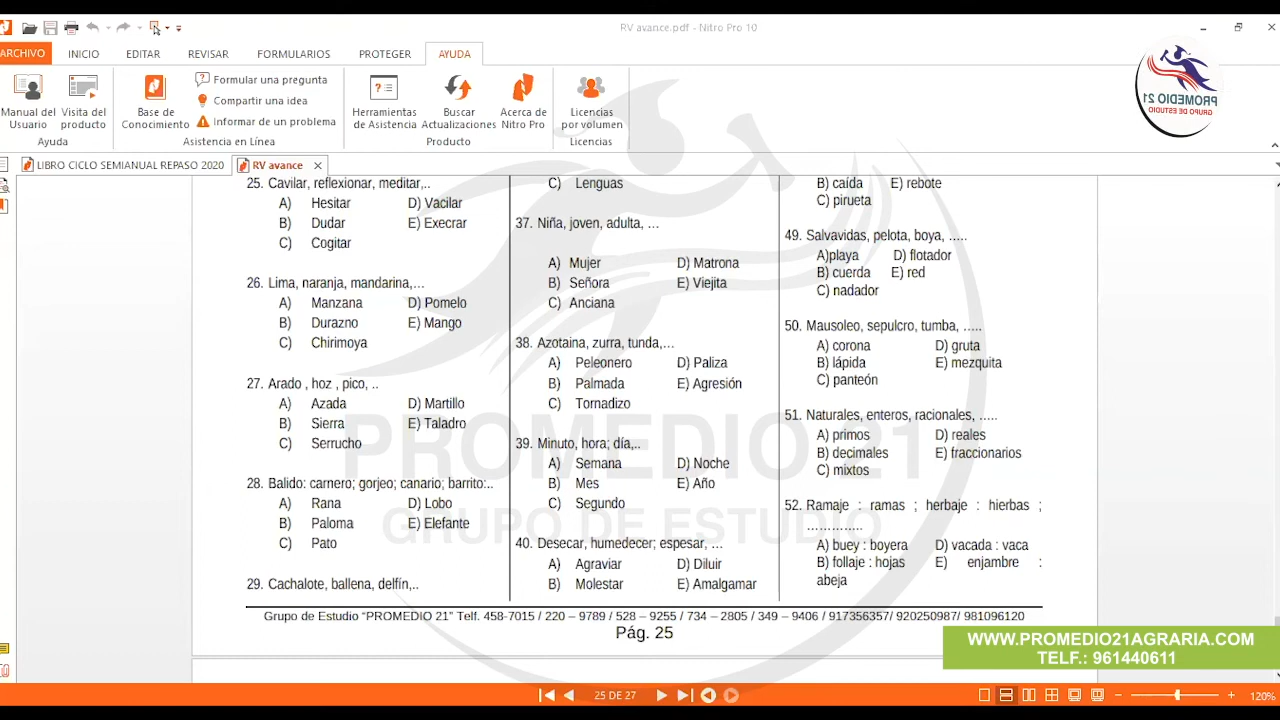 RV avance.pdf - Nitro Pro 10
ARCHIVO INICIO EDITAR REVISAR FORMULARIOS PROTEGER AYUDA
Manual del Usuario
Visita del producto
Ayuda
Base de Conocimiento
Formular una pregunta
Compartir una idea
Informar de un problema
Asistencia en Línea
Herramientas de Asistencia
Buscar Actualizaciones
Acerca de Nitro Pro
Producto
Licencias por volumen
Licencias
PROMEDIO 21
GRUPO DE ESTUDIO
LIBRO CICLO SEMIANUAL REPASO 2020
RV avance
25. Cavilar, reflexionar, meditar,..
A) Hesitar D) Vacilar
B) Dudar E) Execrar
C) Cogitar
26. Lima, naranja, mandarina,...
A) Manzana D) Pomelo
B) Durazno E) Mango
C) Chirimoya
27. Arado , hoz , pico, ..
A) Azada D) Martillo
B) Sierra E) Taladro
C) Serrucho
28. Balido: carnero; gorjeo; canario; barrito:..
A) Rana D) Lobo
B) Paloma E) Elefante
C) Pato
29. Cachalote, ballena, delfín,..
C) Lenguas
37. Niña, joven, adulta, …
A) Mujer D) Matrona
B) Señora E) Viejita
C) Anciana
38. Azotaina, zurra, tunda,...
A) Peleonero D) Paliza
B) Palmada E) Agresión
C) Tornadizo
39. Minuto, hora; día,..
A) Semana D) Noche
B) Mes E) Año
C) Segundo
40. Desecar, humedecer; espesar, …
A) Agraviar D) Diluir
B) Molestar E) Amalgamar
B) caída E) rebote
C) pirueta
49. Salvavidas, pelota, boya, …..
A)playa D) flotador
B) cuerda E) red
C) nadador
50. Mausoleo, sepulcro, tumba, …..
A) corona D) gruta
B) lápida E) mezquita
C) panteón
51. Naturales, enteros, racionales, …..
A) primos D) reales
B) decimales E) fraccionarios
C) mixtos
52. Ramaje : ramas ; herbaje : hierbas ;
…………..
A) buey : boyera D) vacada : vaca
B) follaje : hojas E) enjambre :
abeja
PROMEDIO 21
GRUPO DE ESTUDIO
Grupo de Estudio “PROMEDIO 21” Telf. 458-7015 / 220 – 9789 / 528 – 9255 / 734 – 2805 / 349 – 9406 / 917356357/ 920250987/ 981096120
Pág. 25
WWW.PROMEDIO21AGRARIA.COM
TELF.: 961440611
25 DE 27
120%